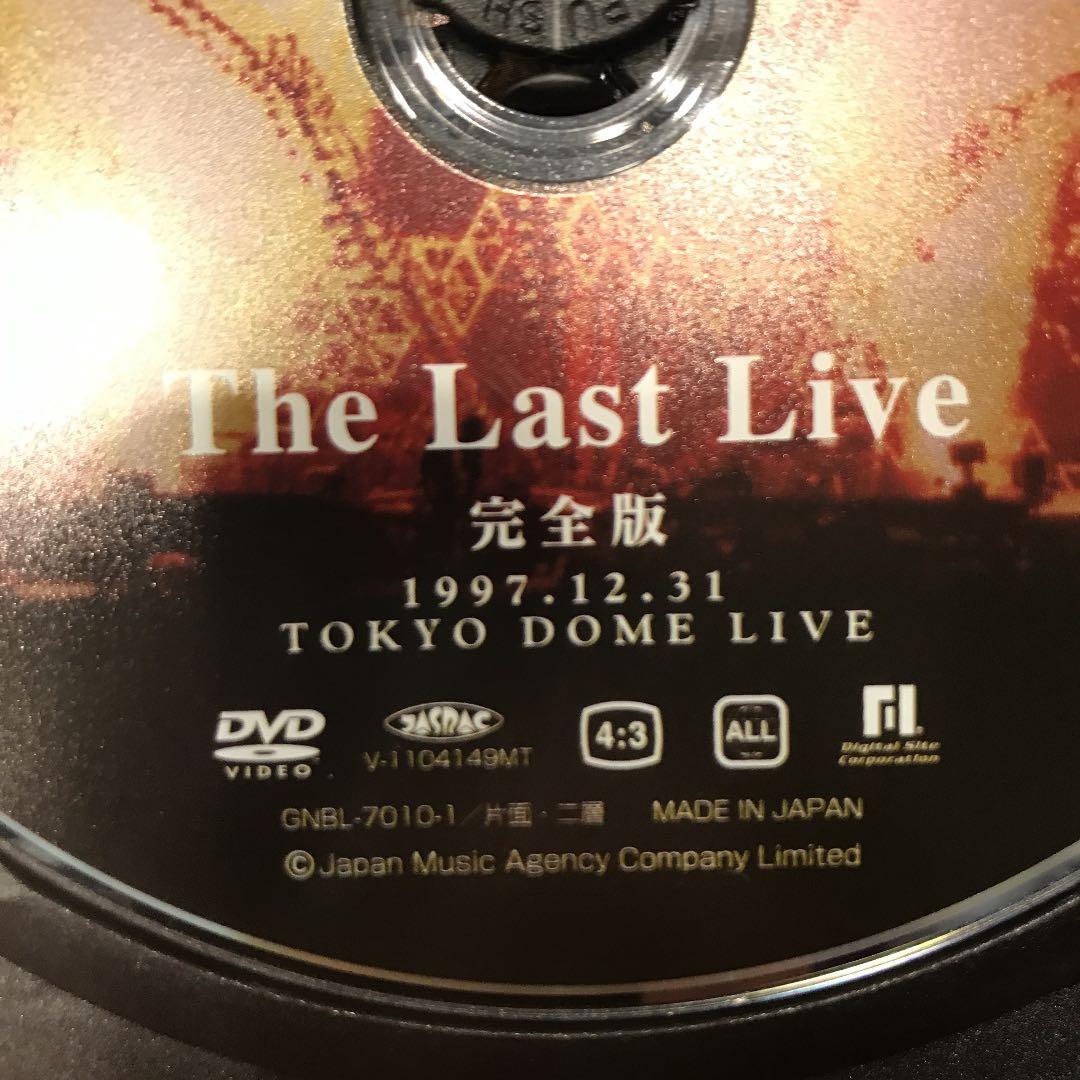 PUSH
The Last Live
完全版
1997.12.31
TOKYO DOME LIVE
DVD VIDEO JASRAC V-1104149MT 4:3 ALL Digital Site Corporation
GNBL-7010-1/片面・二層 MADE IN JAPAN
©Japan Music Agency Company Limited